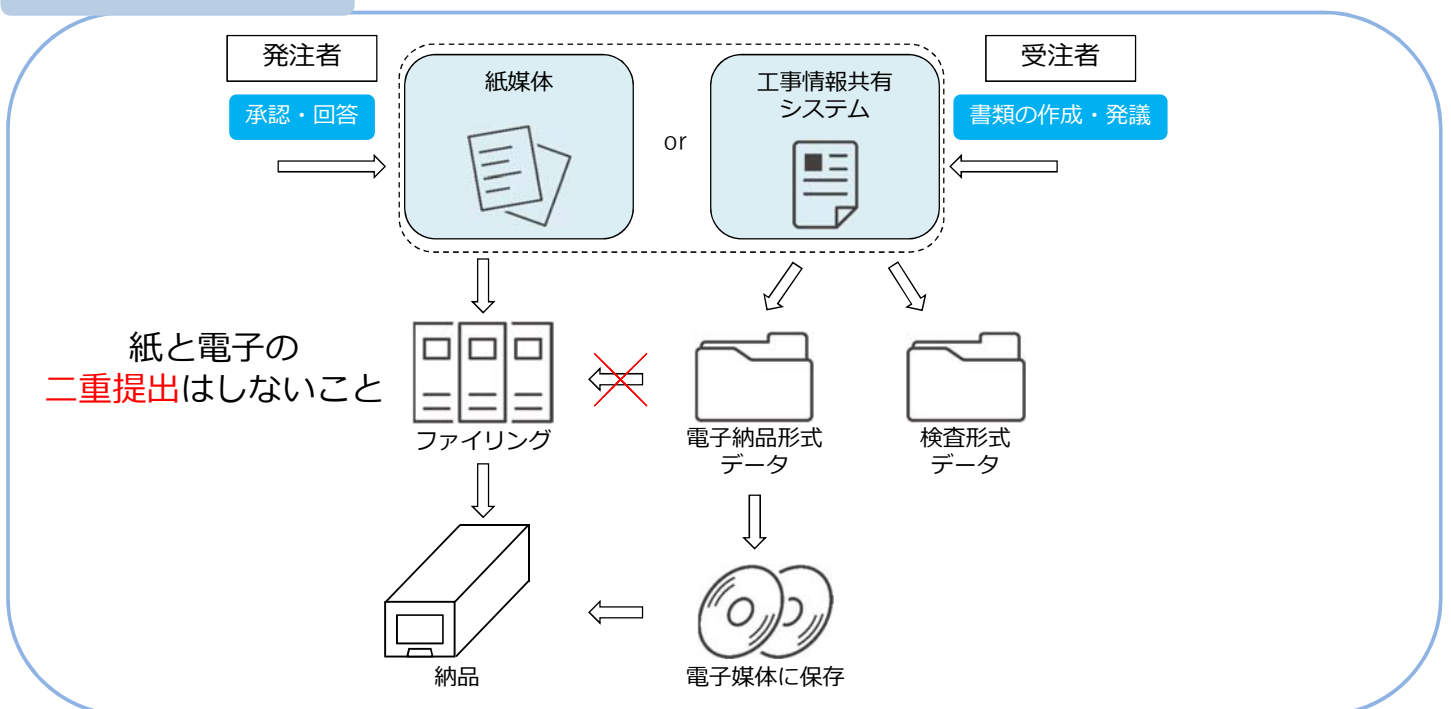 発注者
承認・回答
紙媒体
or
工事情報共有
システム
受注者
書類の作成・発議
紙と電子の
二重提出はしないこと
ファイリング
電子納品形式
データ
検査形式
データ
納品
電子媒体に保存